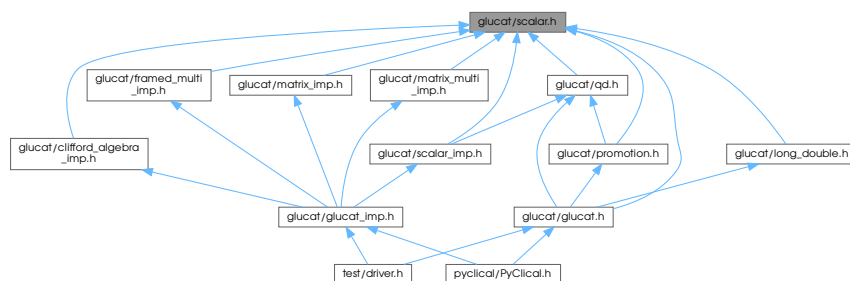 glucat/scalar.h
glucat/framed_multi
_imp.h
glucat/matrix_imp.h
glucat/matrix_multi
_imp.h
glucat/qd.h
glucat/clifford_algebra
_imp.h
glucat/scalar_imp.h
glucat/promotion.h
glucat/long_double.h
glucat/glucat_imp.h
glucat/glucat.h
test/driver.h
pyclical/PyClical.h